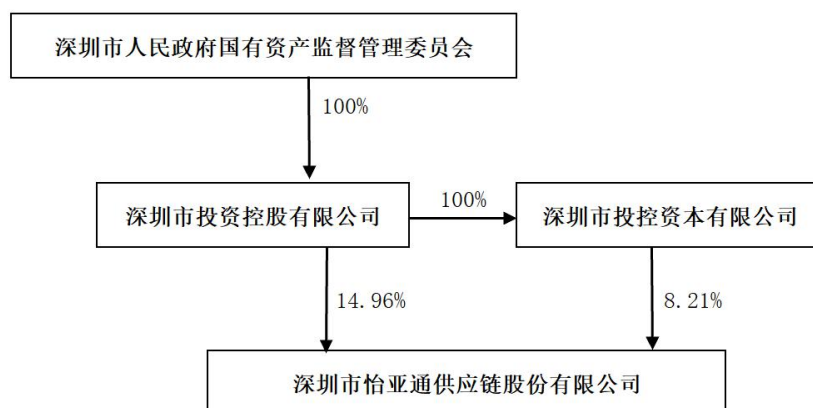 深圳市人民政府国有资产监督管理委员会
100%
深圳市投资控股有限公司
100%
深圳市投控资本有限公司
14.96%
8.21%
深圳市怡亚通供应链股份有限公司